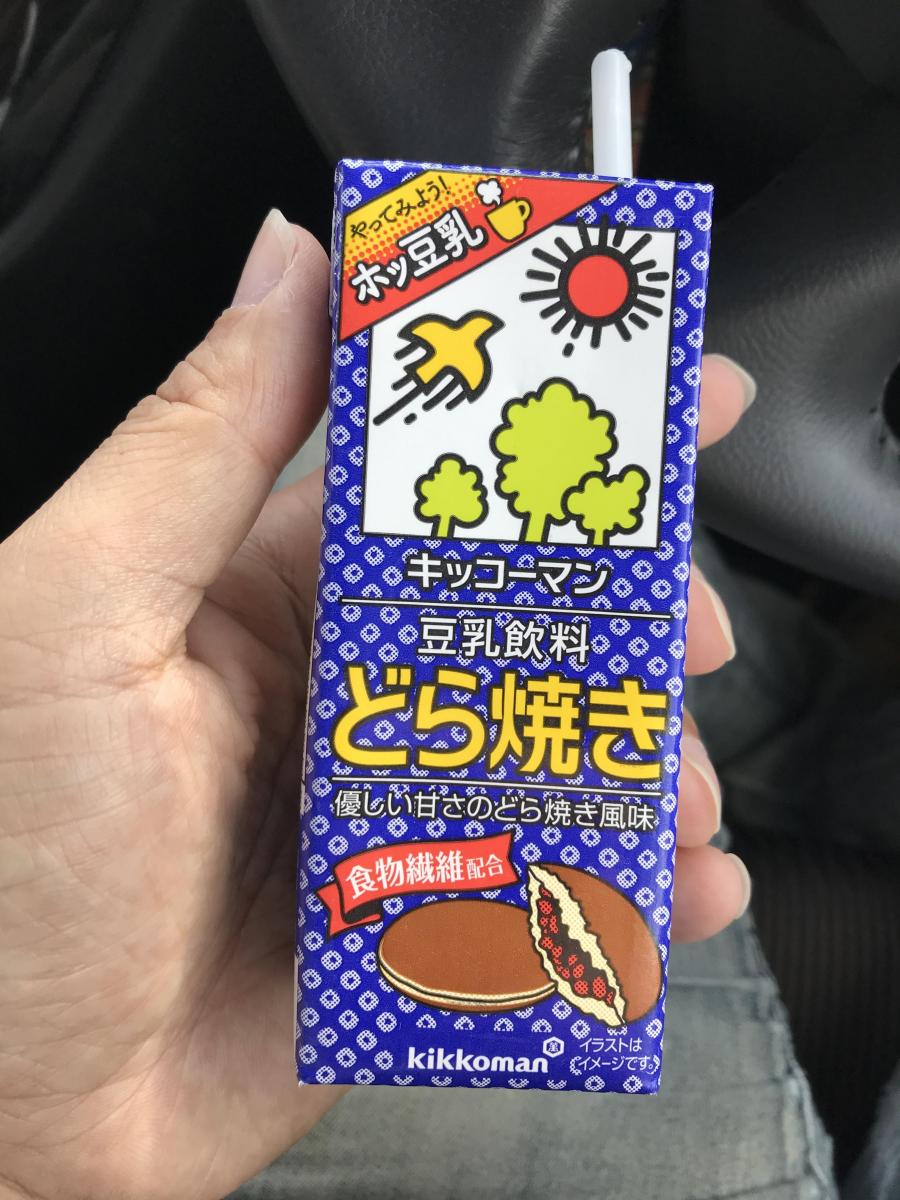 やってみよう!
ホッ豆乳
キッコーマン
豆乳飲料
どら焼き
優しい甘さのどら焼き風味
食物繊維配合
kikkoman
イラストは
イメージです。